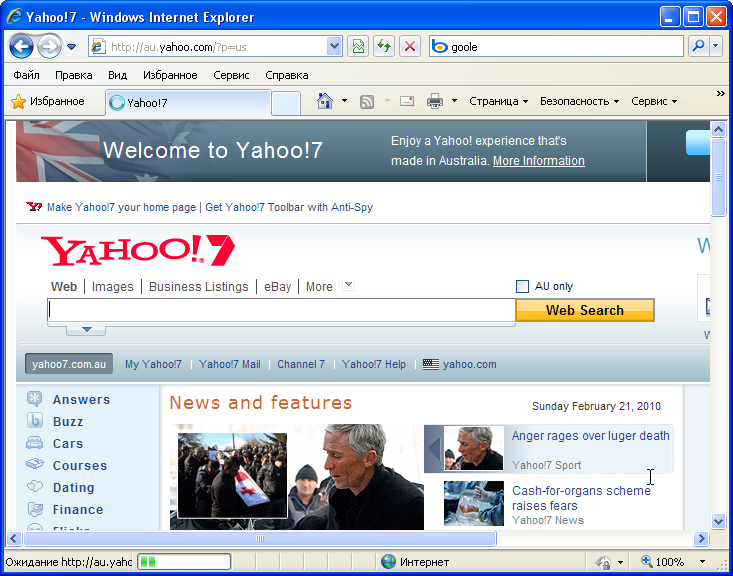 Yahoo!7 - Windows Internet Explorer
http://au.yahoo.com/?p=us
goole
Файл Правка Вид Избранное Сервис Справка
Избранное Yahoo!7 Страница Безопасность Сервис »
Welcome to Yahoo!7
Enjoy a Yahoo! experience that's
made in Australia. More Information
Y! Make Yahoo!7 your home page | Get Yahoo!7 Toolbar with Anti-Spy
YAHOO!7
W
Web | Images | Business Listings | eBay | More
AU only
Web Search
W
yahoo7.com.au My Yahoo!7 | Yahoo!7 Mail | Channel 7 | Yahoo!7 Help | yahoo.com
Answers
Buzz
Cars
Courses
Dating
Finance
Flickr
News and features
Sunday February 21, 2010
Anger rages over luger death
Yahoo!7 Sport
Cash-for-organs scheme
raises fears
Yahoo!7 News
Ожидание http://au.yahc
Интернет
100%